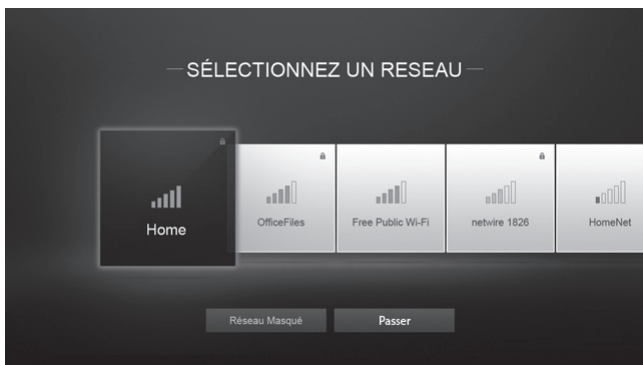 SÉLECTIONNEZ UN RESEAU
Home
OfficeFiles
Free Public Wi-Fi
netwire 1826
HomeNet
Réseau Masqué
Passer